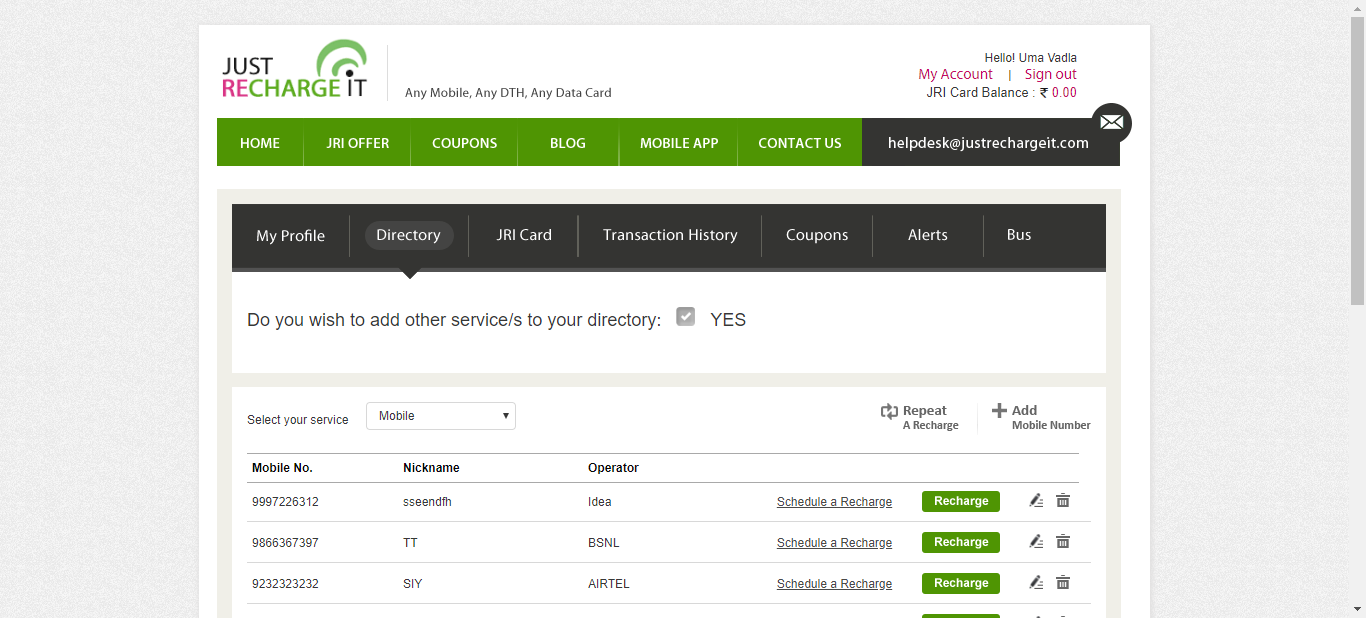 JUST
RECHARGE IT
Any Mobile, Any DTH, Any Data Card
Hello! Uma Vadla
My Account | Sign out
JRI Card Balance : ₹ 0.00
HOME JRI OFFER COUPONS BLOG MOBILE APP CONTACT US helpdesk@justrechargeit.com
My Profile Directory JRI Card Transaction History Coupons Alerts Bus
Do you wish to add other service/s to your directory: YES
Select your service Mobile
Repeat
A Recharge
Add
Mobile Number
Mobile No. Nickname Operator
9997226312 sseendfh Idea Schedule a Recharge Recharge
9866367397 TT BSNL Schedule a Recharge Recharge
9232323232 SIY AIRTEL Schedule a Recharge Recharge